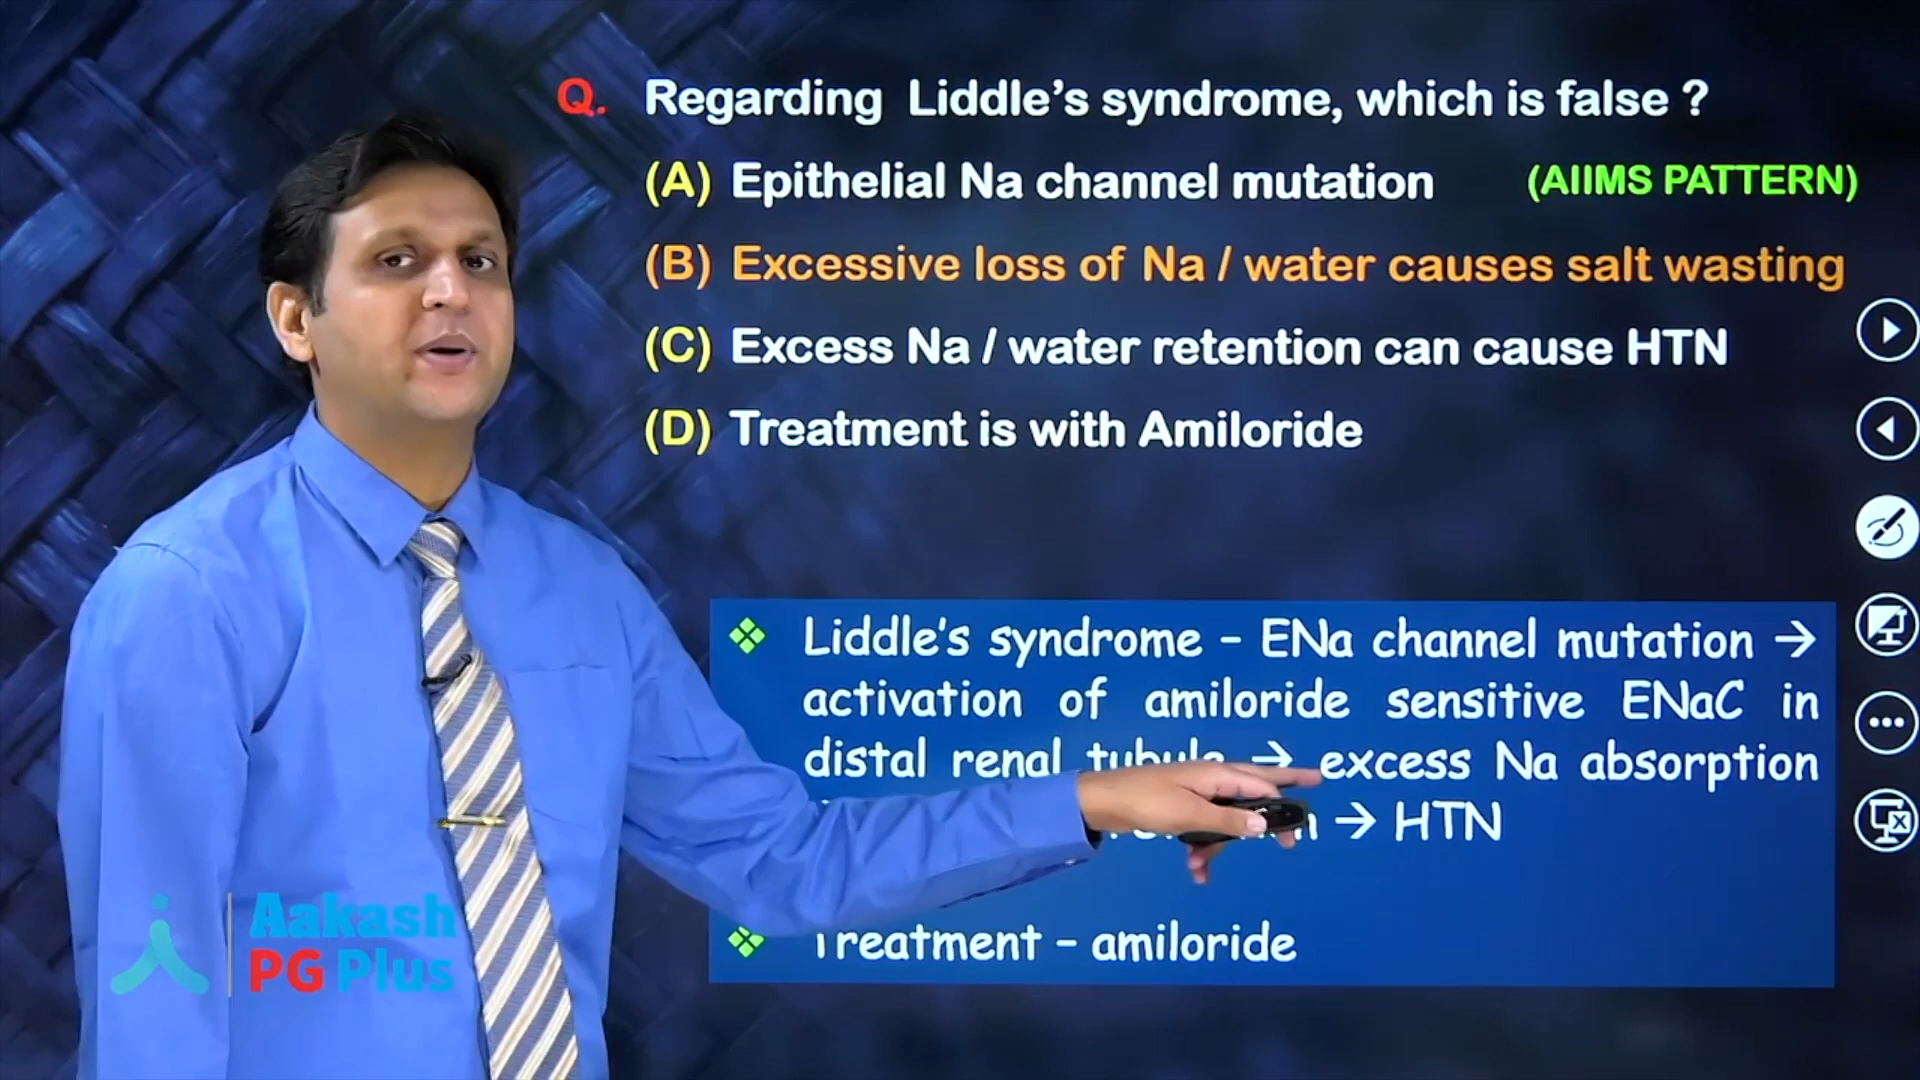 Q. Regarding Liddle's syndrome, which is false ?
(A) Epithelial Na channel mutation (AIIMS PATTERN)
(B) Excessive loss of Na / water causes salt wasting
(C) Excess Na / water retention can cause HTN
(D) Treatment is with Amiloride
Liddle's syndrome – ENa channel mutation →
activation of amiloride sensitive ENaC in
distal renal tubule → excess Na absorption
→ HTN
Treatment – amiloride
Aakash
PG Plus